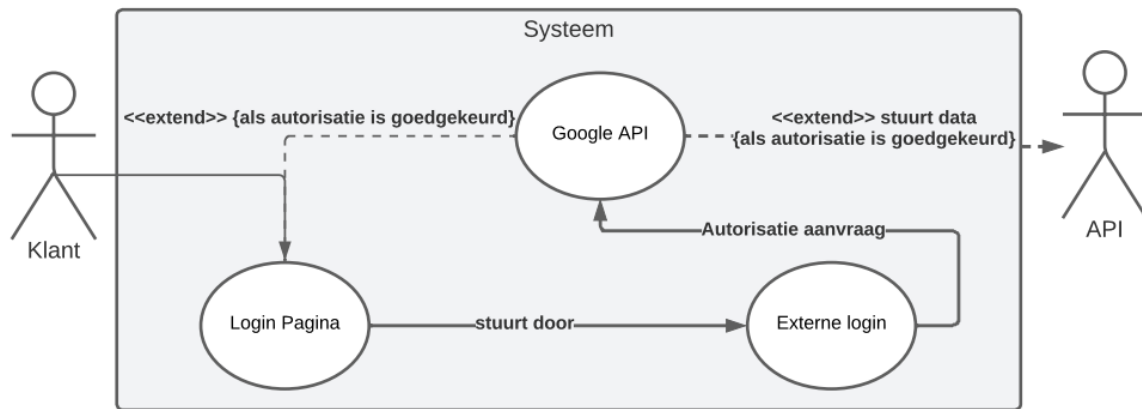 Systeem
<<extend>> {als autorisatie is goedgekeurd}
Google API
<<extend>> stuurt data
{als autorisatie is goedgekeurd}
Klant
API
Autorisatie aanvraag
Login Pagina
stuurt door
Externe login